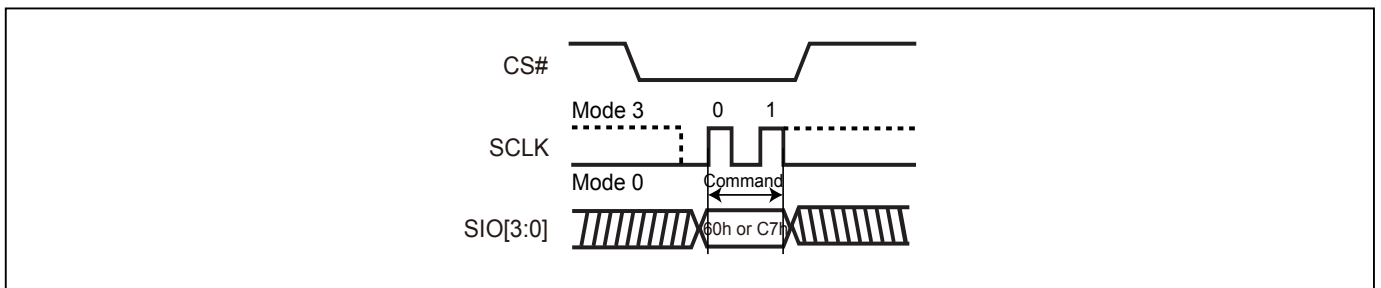 CS#
Mode 3 0 1
SCLK
Mode 0 Command
SIO[3:0] 60h or C7h